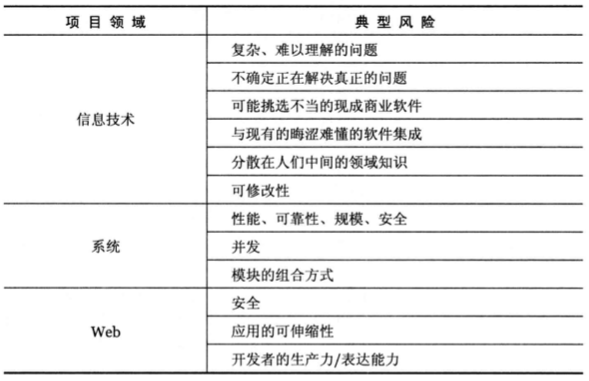 项目领域 典型风险
复杂、难以理解的问题
不确定正在解决真正的问题
可能挑选不当的现成商业软件
信息技术
与现有的晦涩难懂的软件集成
分散在人们中间的领域知识
可修改性
性能、可靠性、规模、安全
系统 并发
模块的组合方式
安全
Web 应用的可伸缩性
开发者的生产力/表达能力